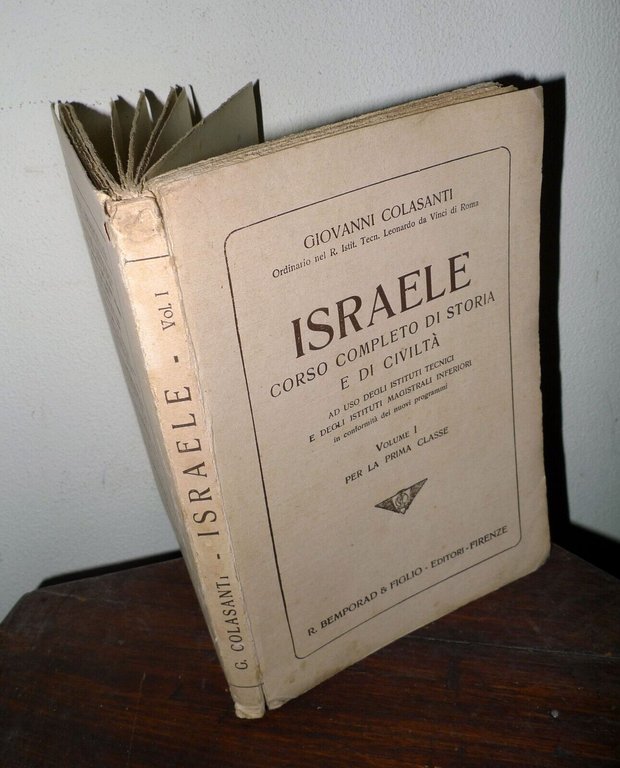 GIOVANNI COLASANTI
Ordinario nel R. Istit. Tecn. Leonardo da Vinci di Roma
ISRAELE
CORSO COMPLETO DI STORIA
E DI CIVILTÀ
AD USO DEGLI ISTITUTI TECNICI
E DEGLI ISTITUTI MAGISTRALI INFERIORI
in conformità dei nuovi programmi
VOLUME I
PER LA PRIMA CLASSE
R. BEMPORAD & FIGLIO - EDITORI - FIRENZE
G. COLASANTI - ISRAELE - Vol. I